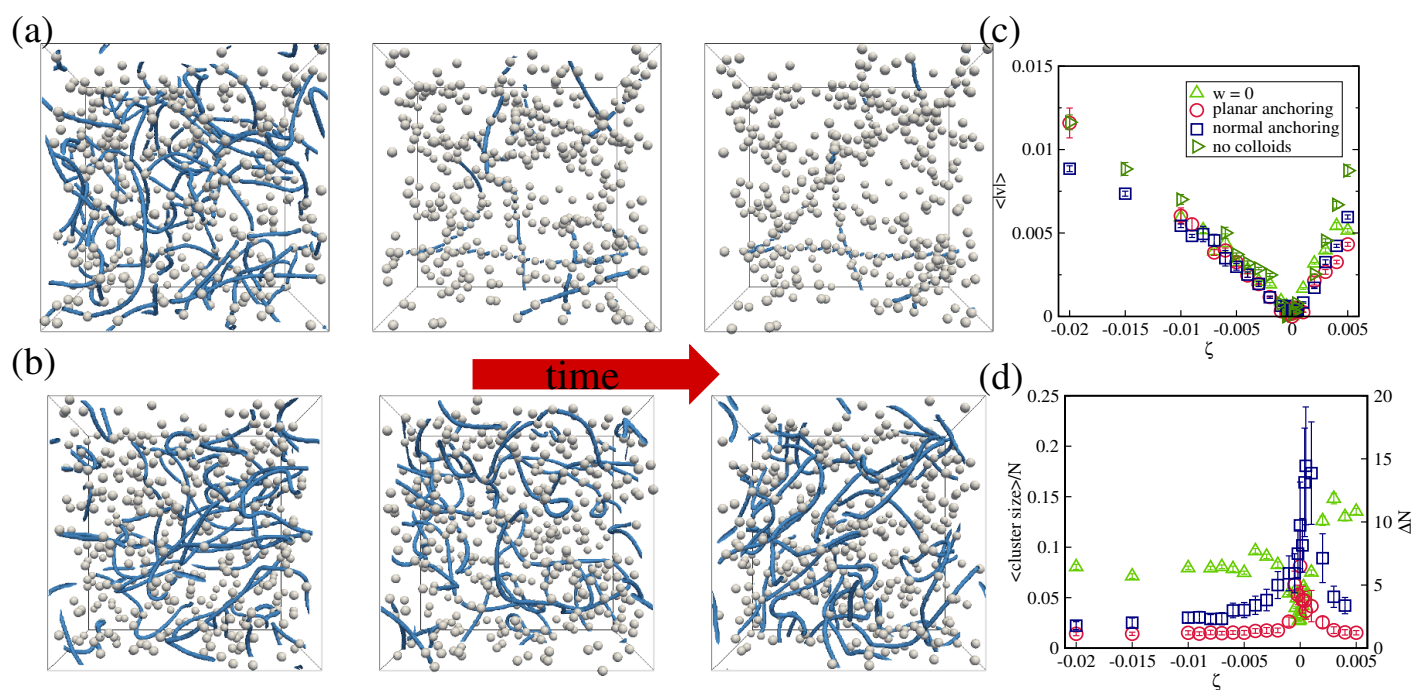 (a)
(b)
time
(c)
0.015
0.01
0.005
0
<|v|>
w = 0
planar anchoring
normal anchoring
no colloids
-0.02 -0.015 -0.01 -0.005 0 0.005
ζ
(d)
0.25
0.2
0.15
0.1
0.05
0
<cluster size>/N
20
15
10
5
0
ΔN
-0.02 -0.015 -0.01 -0.005 0 0.005
ζ